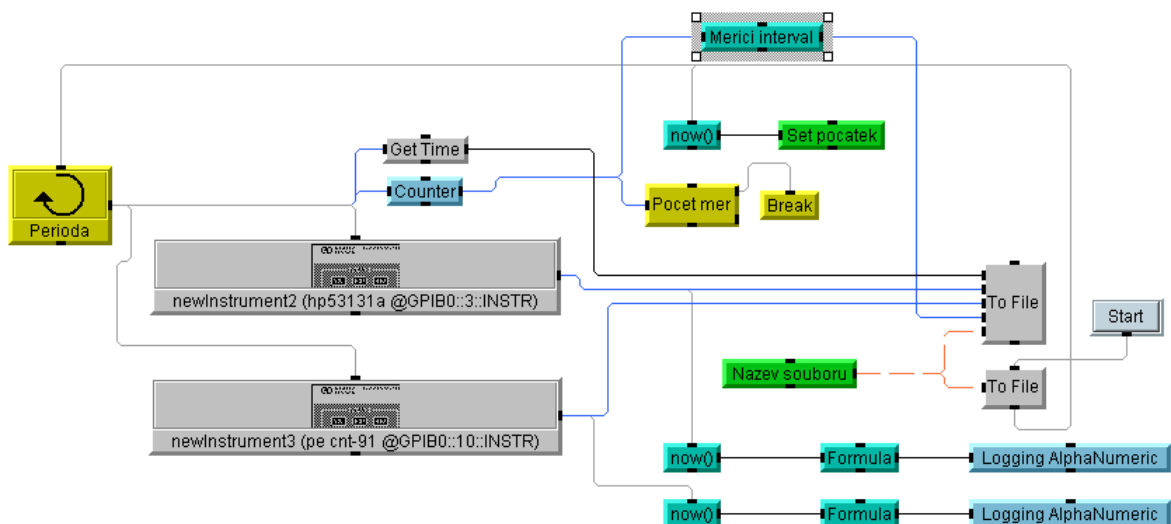 Merici interval
now()
Set pocatek
Get Time
Counter
Pocet mer
Break
Perioda
newInstrument2 (hp53131a @GPIB0::3::INSTR)
To File
Start
Nazev souboru
To File
newInstrument3 (pe cnt-91 @GPIB0::10::INSTR)
now()
Formula
Logging AlphaNumeric
now()
Formula
Logging AlphaNumeric